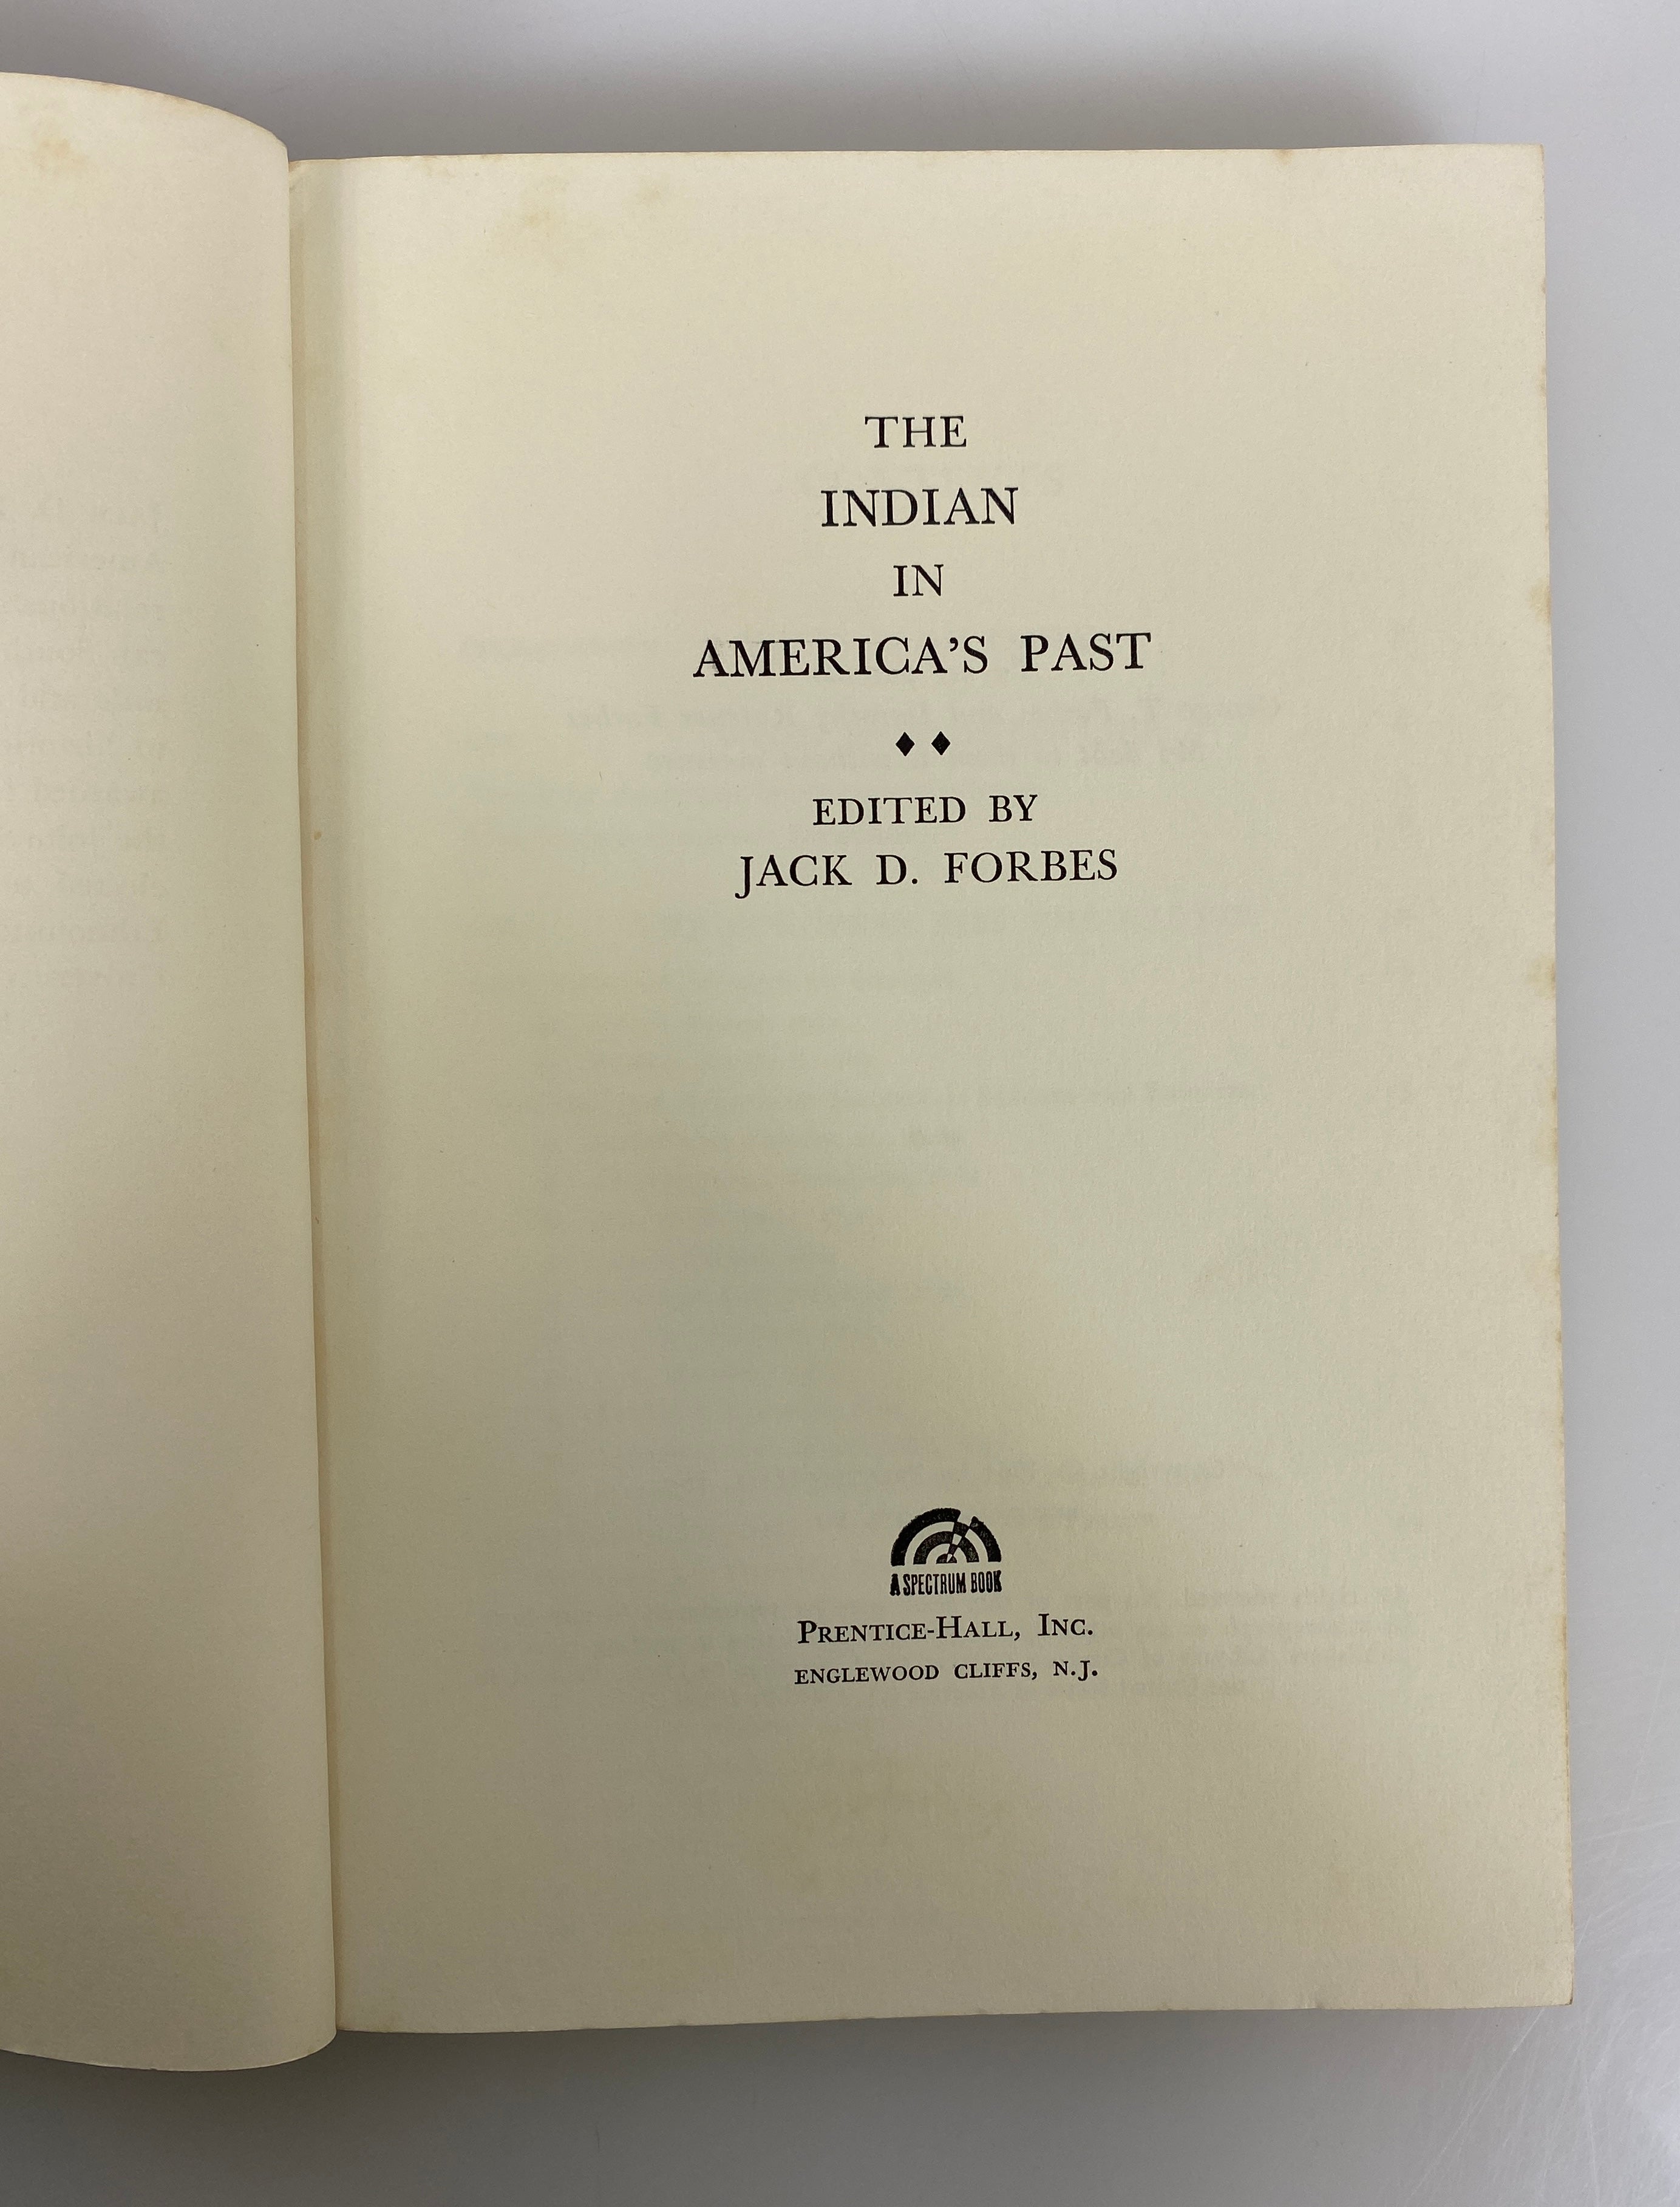 THE
INDIAN
IN
AMERICA'S PAST
EDITED BY
JACK D. FORBES
A SPECTRUM BOOK
PRENTICE-HALL, INC.
ENGLEWOOD CLIFFS, N.J.